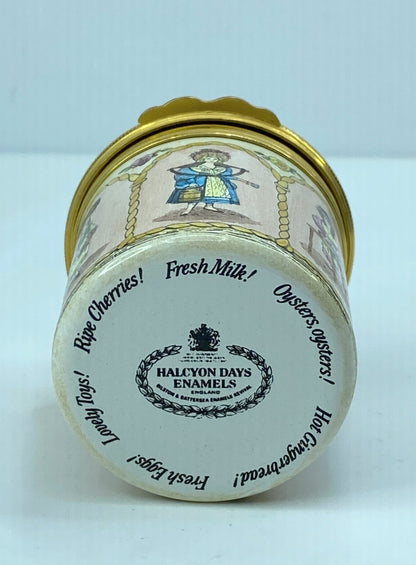 Fresh Milk!
Oysters, oysters!
Hot Gingerbread!
Fresh Eggs!
Lovely Toys!
Ripe Cherries!
HALCYON DAYS
ENAMELS
ENGLAND
BILSTON & BATTERSEA ENAMELS REVIVAL